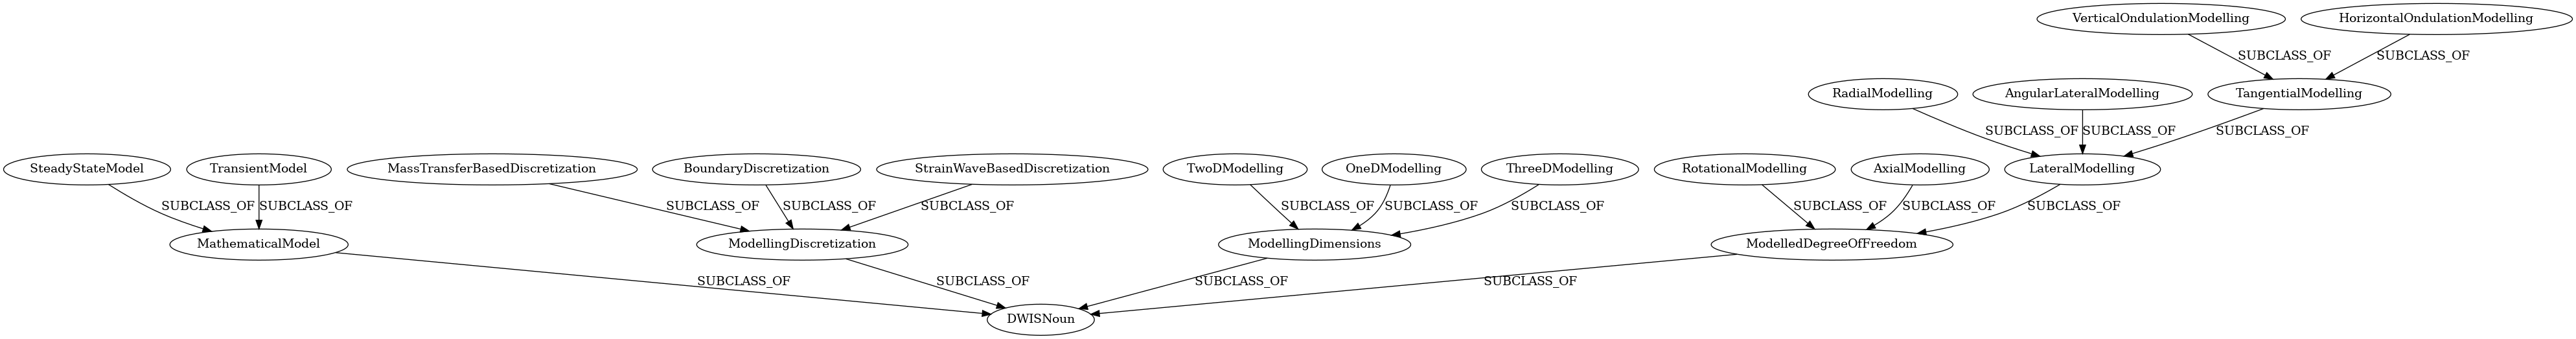 VerticalOndulationModelling
HorizontalOndulationModelling
SUBCLASS_OF
SUBCLASS_OF
RadialModelling
AngularLateralModelling
TangentialModelling
SUBCLASS_OF
SUBCLASS_OF
SUBCLASS_OF
SteadyStateModel
TransientModel
MassTransferBasedDiscretization
BoundaryDiscretization
StrainWaveBasedDiscretization
TwoDModelling
OneDModelling
ThreeDModelling
RotationalModelling
AxialModelling
LateralModelling
SUBCLASS_OF
SUBCLASS_OF
SUBCLASS_OF
SUBCLASS_OF
SUBCLASS_OF
SUBCLASS_OF
SUBCLASS_OF
SUBCLASS_OF
SUBCLASS_OF
SUBCLASS_OF
SUBCLASS_OF
MathematicalModel
ModellingDiscretization
ModellingDimensions
ModelledDegreeOfFreedom
SUBCLASS_OF
SUBCLASS_OF
SUBCLASS_OF
SUBCLASS_OF
DWISNoun